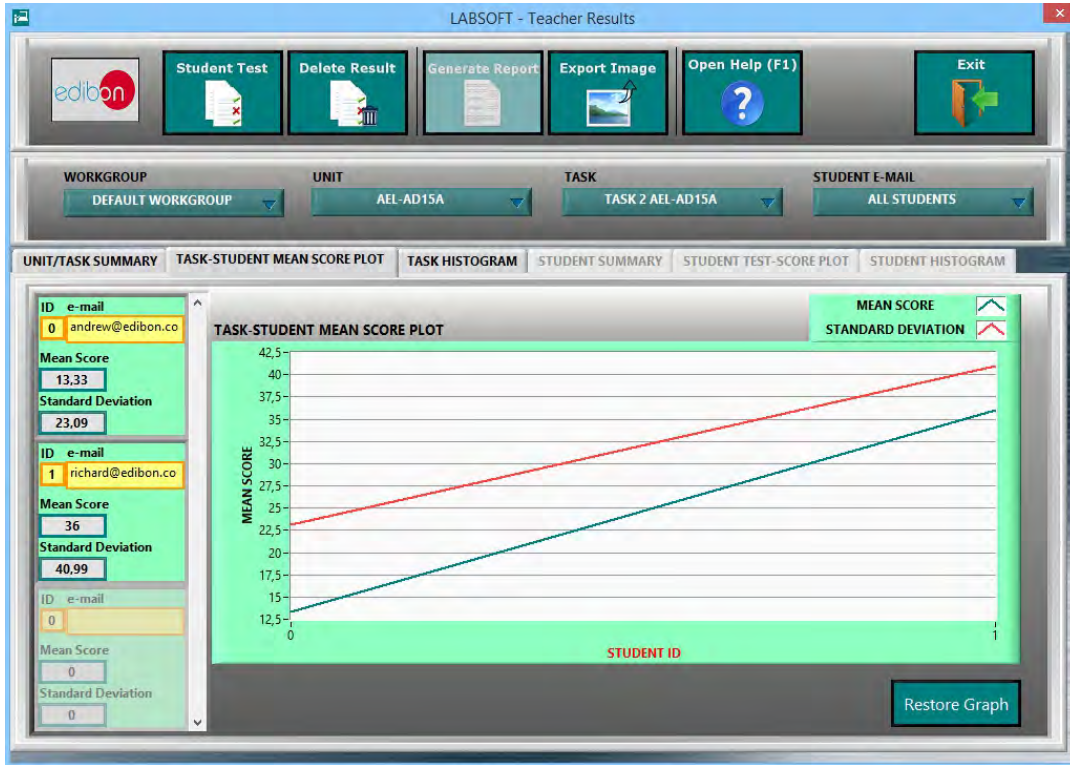 LABSOFT - Teacher Results
edibon
Student Test
Delete Result
Generate Report
Export Image
Open Help (F1)
Exit
WORKGROUP
UNIT
TASK
STUDENT E-MAIL
DEFAULT WORKGROUP
AEL-AD15A
TASK 2 AEL-AD15A
ALL STUDENTS
UNIT/TASK SUMMARY
TASK-STUDENT MEAN SCORE PLOT
TASK HISTOGRAM
STUDENT SUMMARY
STUDENT TEST-SCORE PLOT
STUDENT HISTOGRAM
ID e-mail
0 andrew@edibon.co
Mean Score
13,33
Standard Deviation
23,09
ID e-mail
1 richard@edibon.co
Mean Score
36
Standard Deviation
40,99
ID e-mail
0
Mean Score
0
Standard Deviation
0
TASK-STUDENT MEAN SCORE PLOT
MEAN SCORE
STANDARD DEVIATION
MEAN SCORE
42,5
40
37,5
35
32,5
30
27,5
25
22,5
20
17,5
15
12,5
0
1
STUDENT ID
Restore Graph